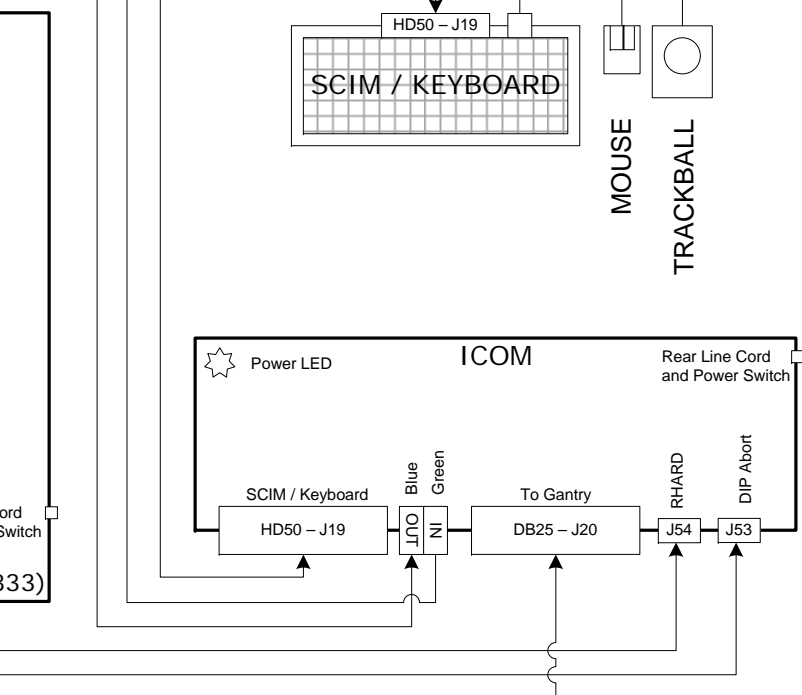 HD50 – J19
SCIM / KEYBOARD
MOUSE
TRACKBALL
ICOM
Power LED
Rear Line Cord
and Power Switch
SCIM / Keyboard
Blue
Green
To Gantry
RHARD
DIP Abort
HD50 – J19
OUT
IN
DB25 – J20
J54
J53
ord
Switch
333)